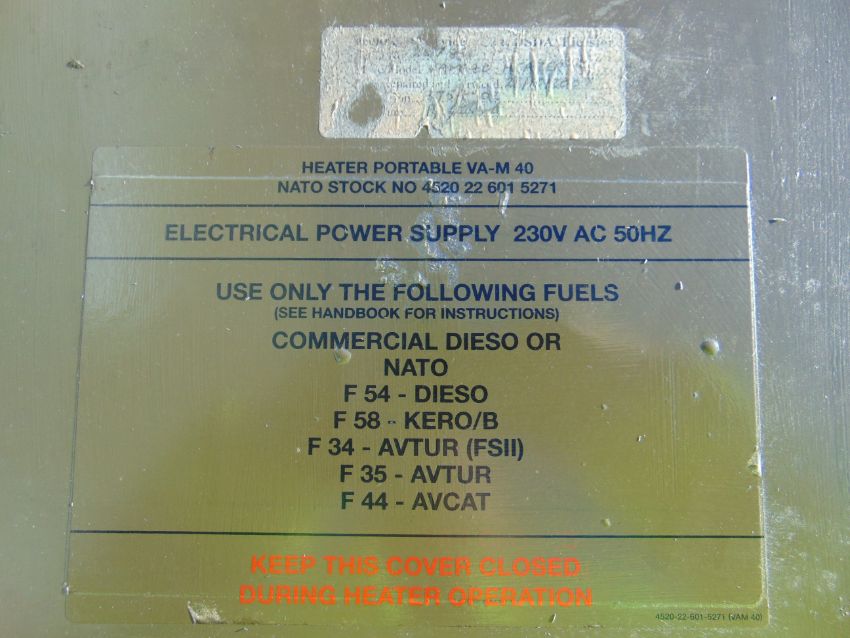 HEATER PORTABLE VA-M 40
NATO STOCK NO 4520 22 601 5271
ELECTRICAL POWER SUPPLY 230V AC 50HZ
USE ONLY THE FOLLOWING FUELS
(SEE HANDBOOK FOR INSTRUCTIONS)
COMMERCIAL DIESO OR
NATO
F 54 - DIESO
F 58 - KERO/B
F 34 - AVTUR (FSII)
F 35 - AVTUR
F 44 - AVCAT
KEEP THIS COVER CLOSED
DURING HEATER OPERATION
4520-22-601-5271 (VAM 40)